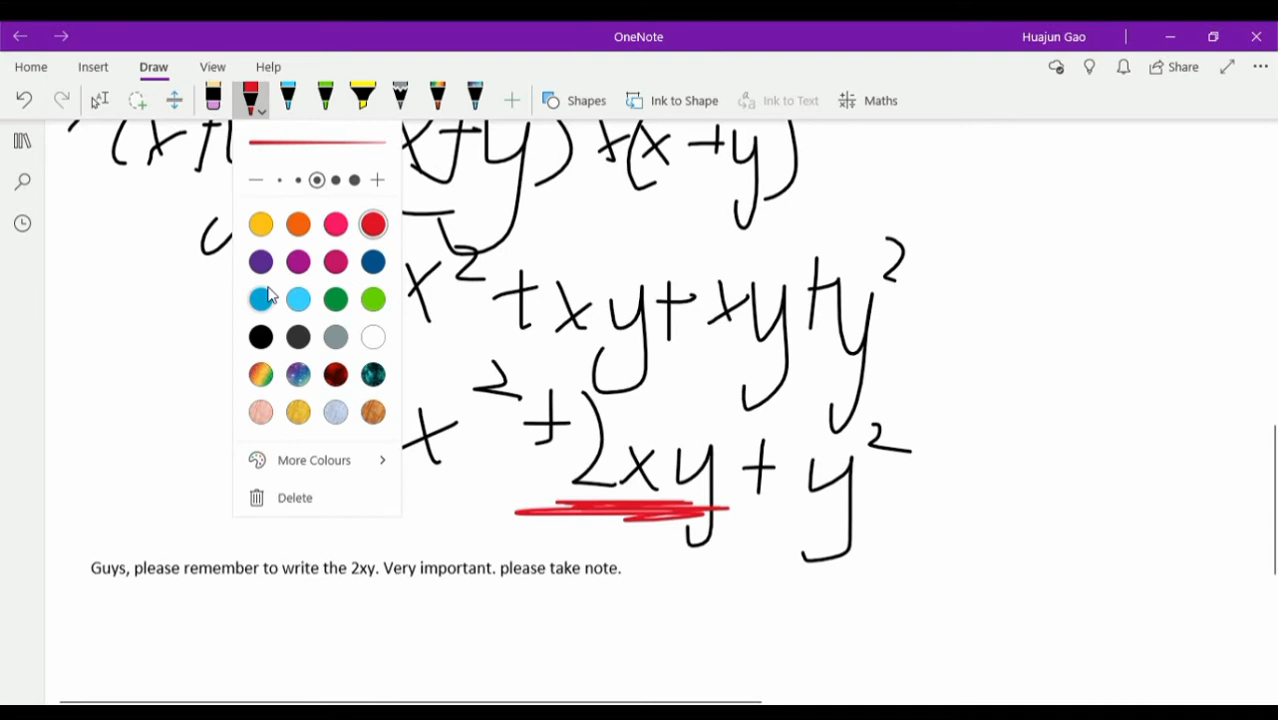 OneNote
Huajun Gao
Home Insert Draw View Help
Share
Shapes Ink to Shape Ink to Text Maths
x+y) x(x+y)
x² +xy+xy+y²
x²+2xy+y²
More Colours
Delete
Guys, please remember to write the 2xy. Very important. please take note.